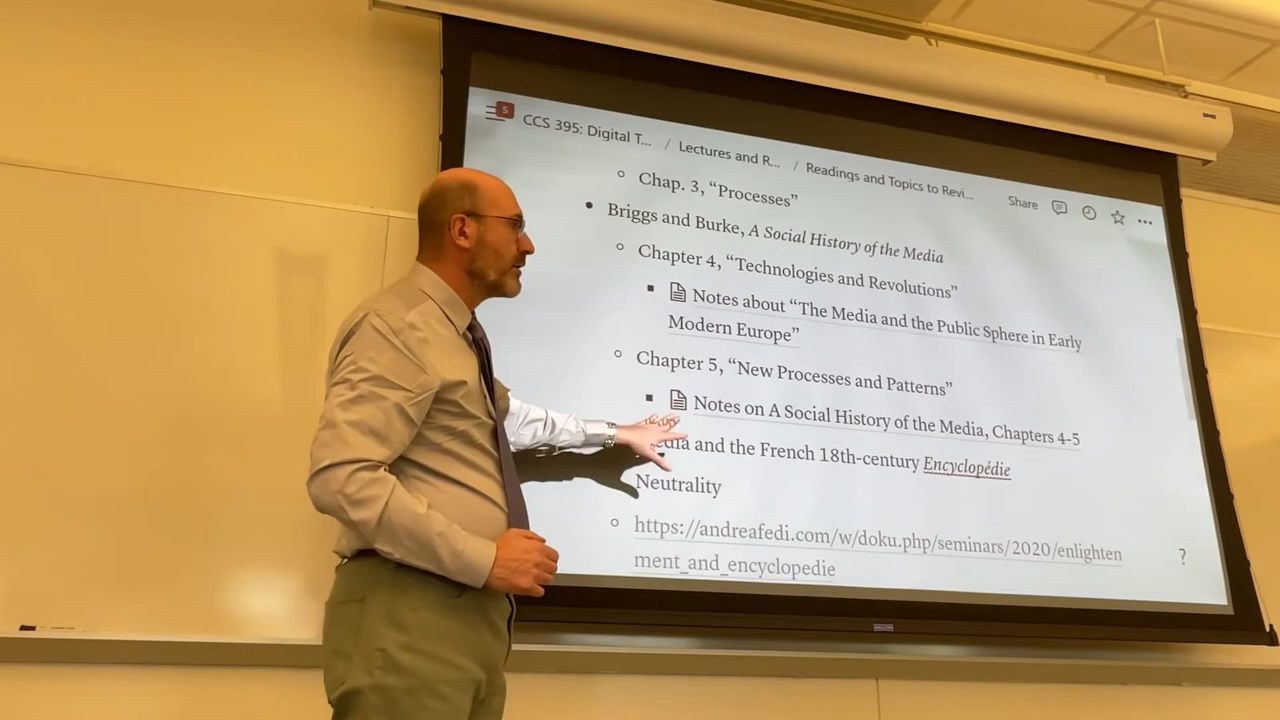 5
CCS 395: Digital T... / Lectures and R... / Readings and Topics to Revi...
Share
Chap. 3, “Processes”
Briggs and Burke, A Social History of the Media
Chapter 4, “Technologies and Revolutions”
Notes about “The Media and the Public Sphere in Early
Modern Europe”
Chapter 5, “New Processes and Patterns”
Notes on A Social History of the Media, Chapters 4-5
and the French 18th-century Encyclopédie
Neutrality
https://andreafedi.com/w/doku.php/seminars/2020/enlighten
ment_and_encyclopedie
?